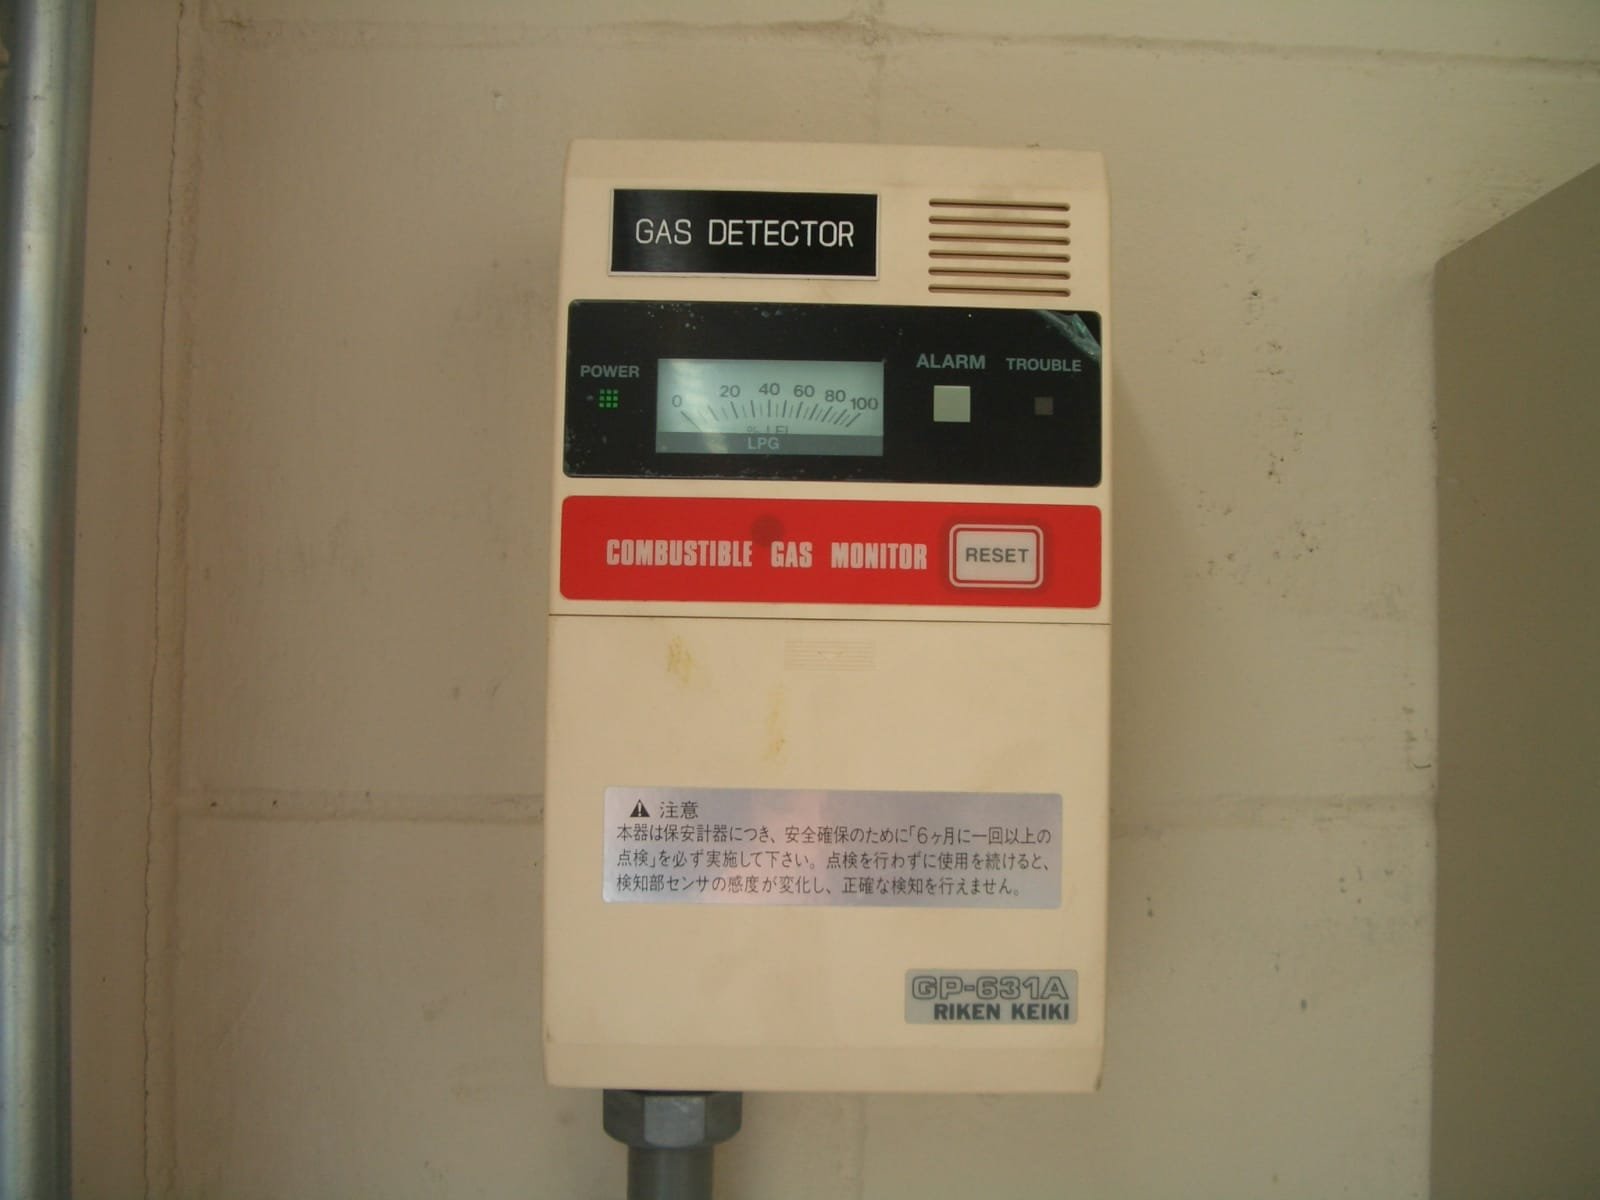 GAS DETECTOR
POWER
ALARM
TROUBLE
0 20 40 60 80 100
% LEL
LPG
COMBUSTIBLE GAS MONITOR
RESET
注意
本器は保安計器につき、安全確保のために「6ヶ月に一回以上の
点検」を必ず実施して下さい。点検を行わずに使用を続けると、
検知部センサの感度が変化し、正確な検知を行えません。
GP-631A
RIKEN KEIKI